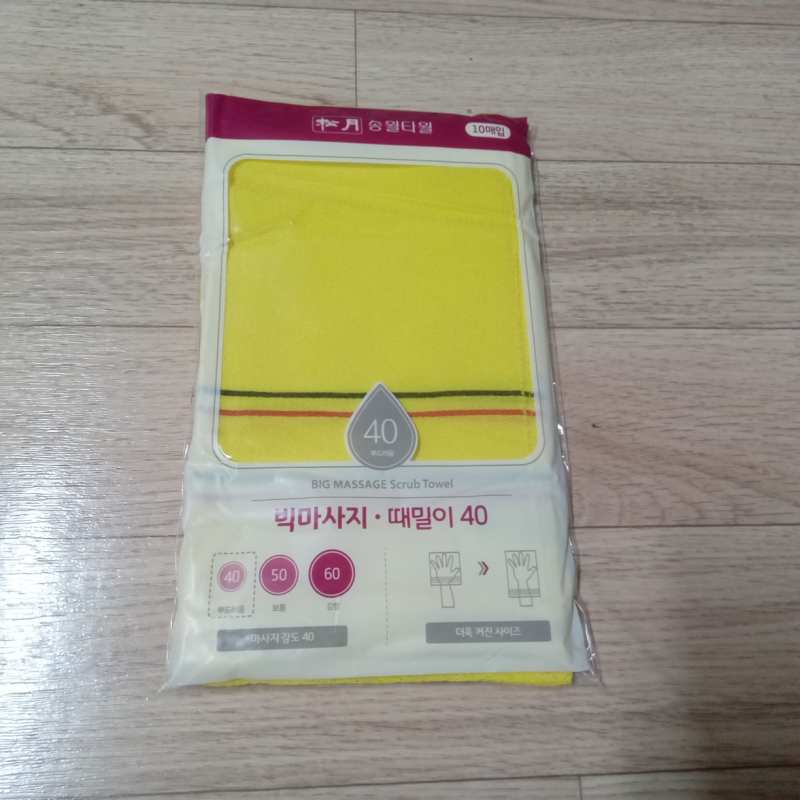 松月 송월타월
10매입
40
부드러움
BIG MASSAGE Scrub Towel
빅마사지·때밀이 40
40 50 60
부드러움 보통 강함
마사지 강도 40
더욱 커진 사이즈